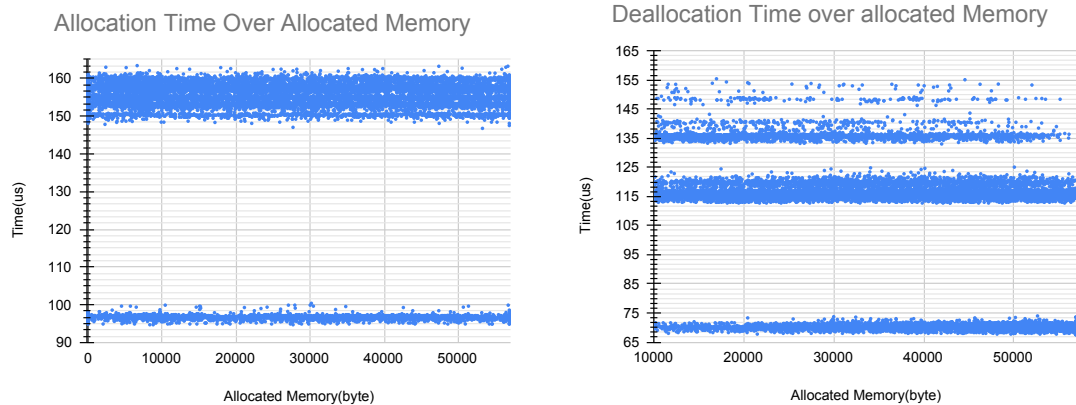 Allocation Time Over Allocated Memory
Time(us)
160
150
140
130
120
110
100
90
0 10000 20000 30000 40000 50000
Allocated Memory(byte)
Deallocation Time over allocated Memory
Time(us)
165
155
145
135
125
115
105
95
85
75
65
10000 20000 30000 40000 50000
Allocated Memory(byte)